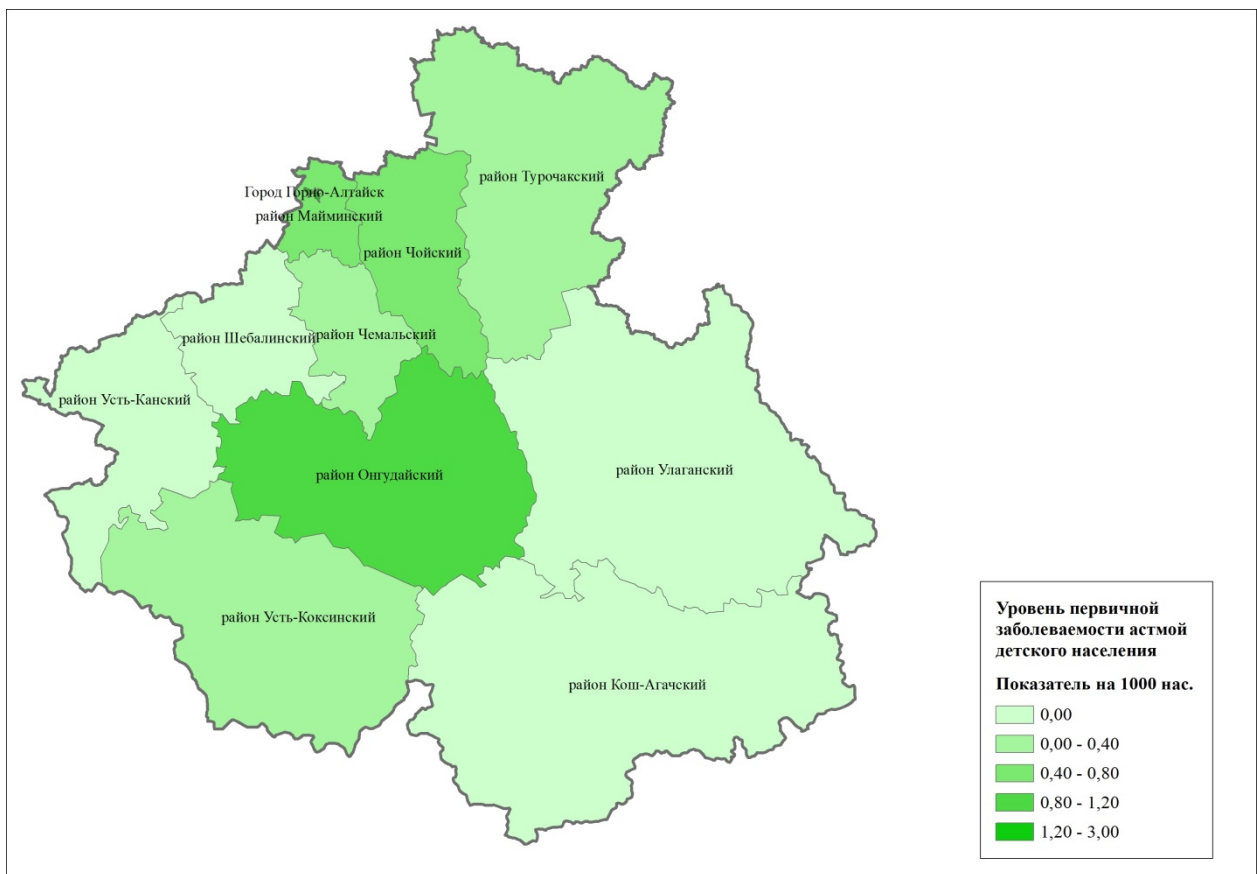 район Турочакский
Город Горно-Алтайск
район Майминский
район Чойский
район Шебалинский
район Чемальский
район Усть-Канский
район Улаганский
район Онгудайский
район Усть-Коксинский
район Кош-Агачский
Уровень первичной
заболеваемости астмой
детского населения
Показатель на 1000 нас.
0,00
0,00 - 0,40
0,40 - 0,80
0,80 - 1,20
1,20 - 3,00